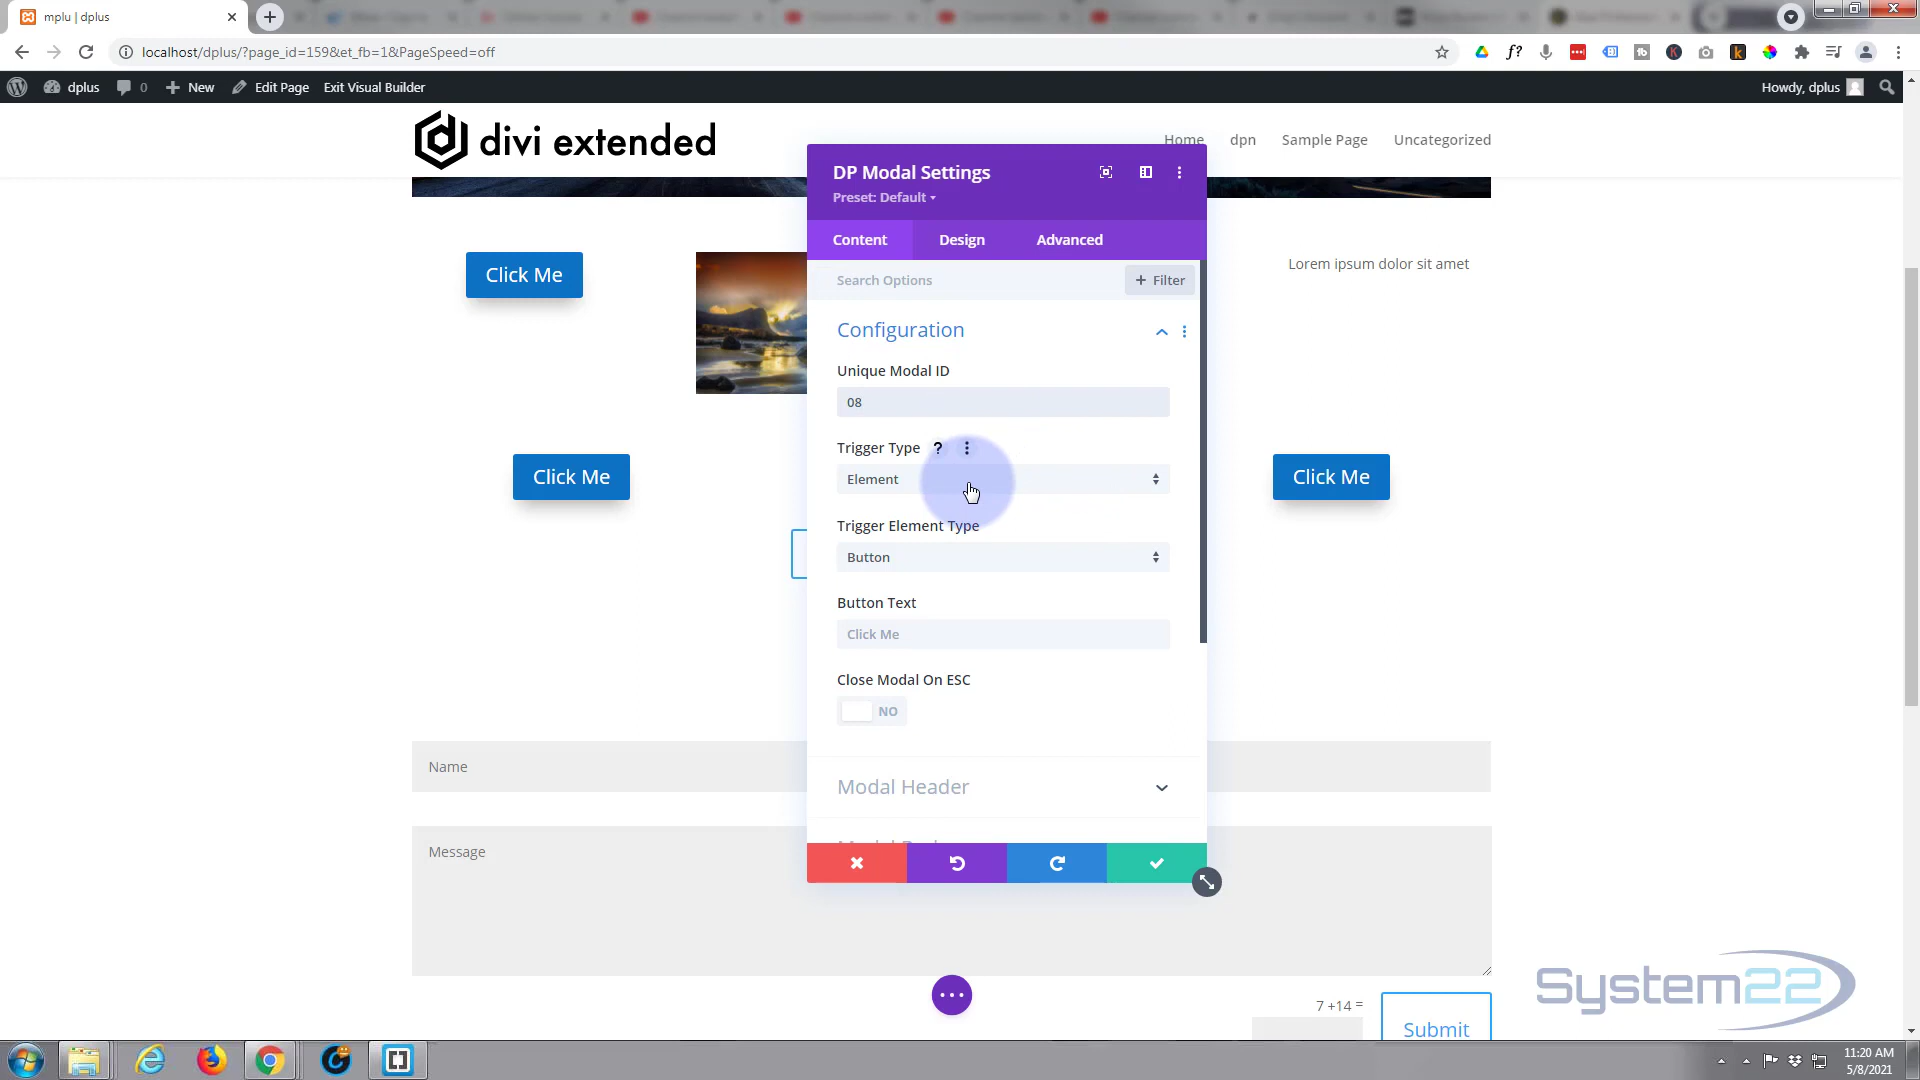 mplu | dplus
localhost/dplus/?page_id=159&et_fb=1&PageSpeed=off
dplus
0
New
Edit Page
Exit Visual Builder
Howdy, dplus
divi extended
Home
dpn
Sample Page
Uncategorized
DP Modal Settings
Preset: Default
Content
Design
Advanced
Search Options
+ Filter
Click Me
Lorem ipsum dolor sit amet
Configuration
Unique Modal ID
08
Trigger Type ?
Element
Click Me
Click Me
Trigger Element Type
Button
Button Text
Click Me
Close Modal On ESC
NO
Name
Modal Header
Message
7 +14 =
Submit
System22
11:20 AM
5/8/2021